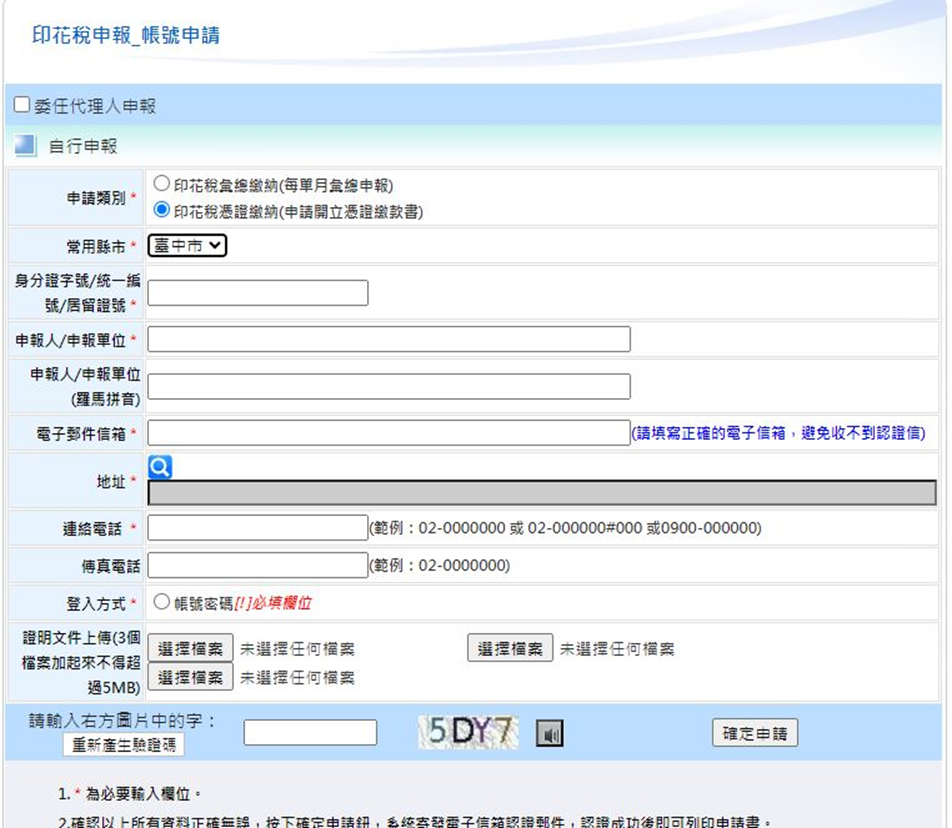 印花稅申報_帳號申請
委任代理人申報
自行申報
申請類別 *
印花稅彙總繳納(每單月彙總申報)
印花稅憑證繳納(申請開立憑證繳款書)
常用縣市 *
臺中市
身分證字號/統一編
號/居留證號 *
申報人/申報單位 *
申報人/申報單位
(羅馬拼音)
電子郵件信箱 *
(請填寫正確的電子信箱，避免收不到認證信)
地址 *
連絡電話 *
(範例：02-0000000 或 02-000000#000 或0900-000000)
傳真電話
(範例：02-0000000)
登入方式 *
帳號密碼[!]必填欄位
證明文件上傳(3個
檔案加起來不得超
過5MB)
選擇檔案 未選擇任何檔案
選擇檔案 未選擇任何檔案
選擇檔案 未選擇任何檔案
請輸入右方圖片中的字：
重新產生驗證碼
5DY7
確定申請
1. * 為必要輸入欄位。
2.確認以上所有資料正確無誤，按下確定申請鈕，系統寄發電子信箱認證郵件，認證成功後即可列印申請書。